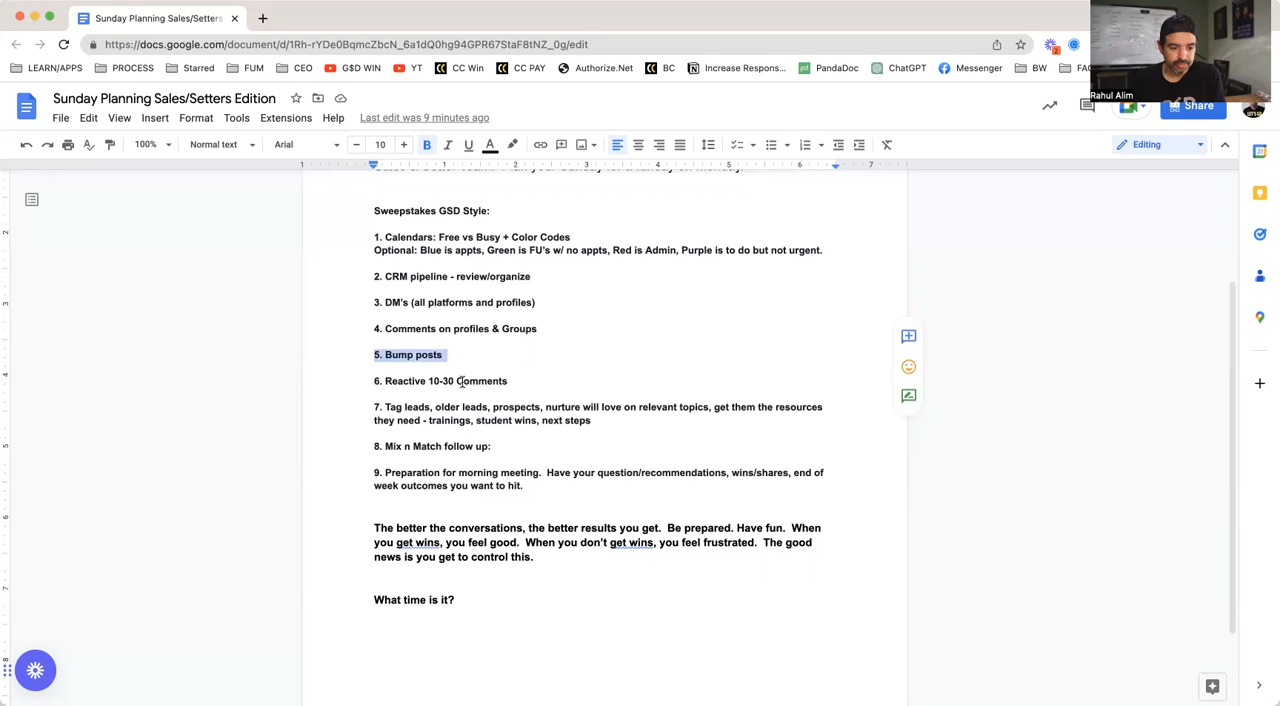 Sunday Planning Sales/Setters
https://docs.google.com/document/d/1Rh-rYDe0BqmcZbcN_6a1dQ0hg94GPR67StaF8tNZ_0g/edit
2
LEARN/APPS PROCESS Starred FUM CEO G$D WIN YT CC WIN CC PAY Authorize.Net BC Increase Respons... PandaDoc ChatGPT Messenger BW
Rahul Alim
Sunday Planning Sales/Setters Edition
Share
File Edit View Insert Format Tools Extensions Help Last edit was 9 minutes ago
100% Normal text Arial 10 B I U A Editing
1 1 2 3 4 5 6 7
Sweepstakes GSD Style:
1. Calendars: Free vs Busy + Color Codes
Optional: Blue is appts, Green is FU's w/ no appts, Red is Admin, Purple is to do but not urgent.
2. CRM pipeline - review/organize
3. DM's (all platforms and profiles)
4. Comments on profiles & Groups
5. Bump posts
6. Reactive 10-30 Comments
7. Tag leads, older leads, prospects, nurture will love on relevant topics, get them the resources
they need - trainings, student wins, next steps
8. Mix n Match follow up:
9. Preparation for morning meeting. Have your question/recommendations, wins/shares, end of
week outcomes you want to hit.
The better the conversations, the better results you get. Be prepared. Have fun. When
you get wins, you feel good. When you don't get wins, you feel frustrated. The good
news is you get to control this.
What time is it?